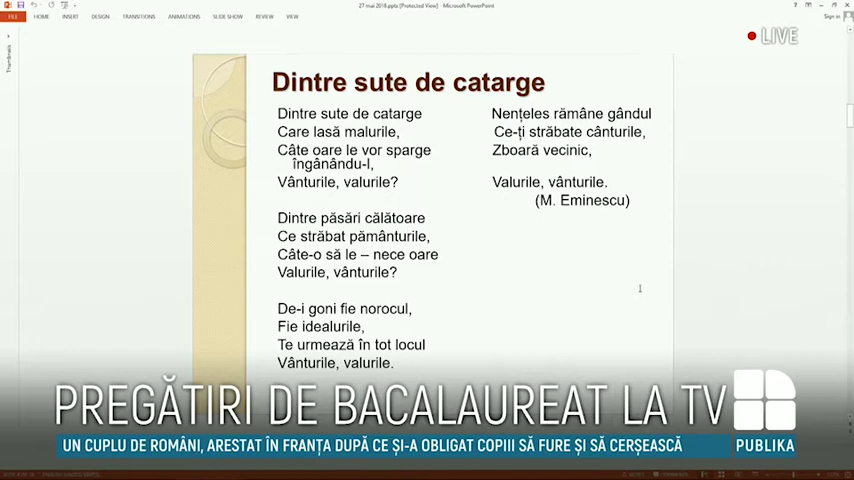 27 mai 2018.pptx [Protected View] - Microsoft PowerPoint
FILE HOME INSERT DESIGN TRANSITIONS ANIMATIONS SLIDE SHOW REVIEW VIEW
Sign in
Thumbnails
LIVE
Dintre sute de catarge
Dintre sute de catarge
Care lasă malurile,
Câte oare le vor sparge
îngânându-l,
Vânturile, valurile?
Dintre păsări călătoare
Ce străbat pământurile,
Câte-o să le – nece oare
Valurile, vânturile?
De-i goni fie norocul,
Fie idealurile,
Te urmează în tot locul
Vânturile, valurile.
Nențeles rămâne gândul
Ce-ți străbate cânturile,
Zboară vecinic,
Valurile, vânturile.
(M. Eminescu)
PREGĂTIRI DE BACALAUREAT LA TV
UN CUPLU DE ROMÂNI, ARESTAT ÎN FRANȚA DUPĂ CE ȘI-A OBLIGAT COPIII SĂ FURE ȘI SĂ CERȘEASCĂ
PUBLIKA